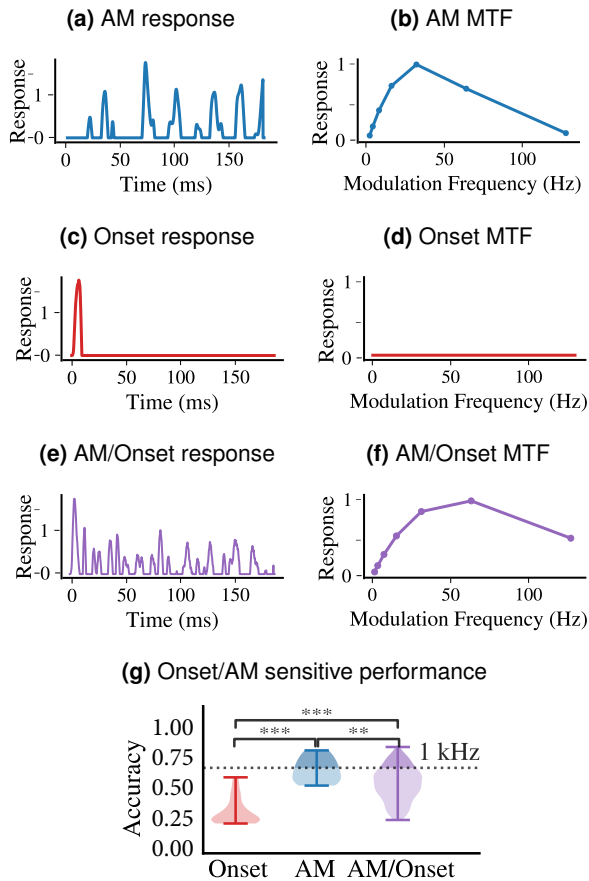 (a) AM response
Response
1
0
0 50 100 150
Time (ms)
(b) AM MTF
Response
1
0
0 50 100
Modulation Frequency (Hz)
(c) Onset response
Response
1
0
0 50 100 150
Time (ms)
(d) Onset MTF
Response
1
0
0 50 100
Modulation Frequency (Hz)
(e) AM/Onset response
Response
1
0
0 50 100 150
Time (ms)
(f) AM/Onset MTF
Response
1
0
0 50 100
Modulation Frequency (Hz)
(g) Onset/AM sensitive performance
Accuracy
1.00
0.75
0.50
0.25
0.00
***
*** **
1 kHz
Onset AM AM/Onset